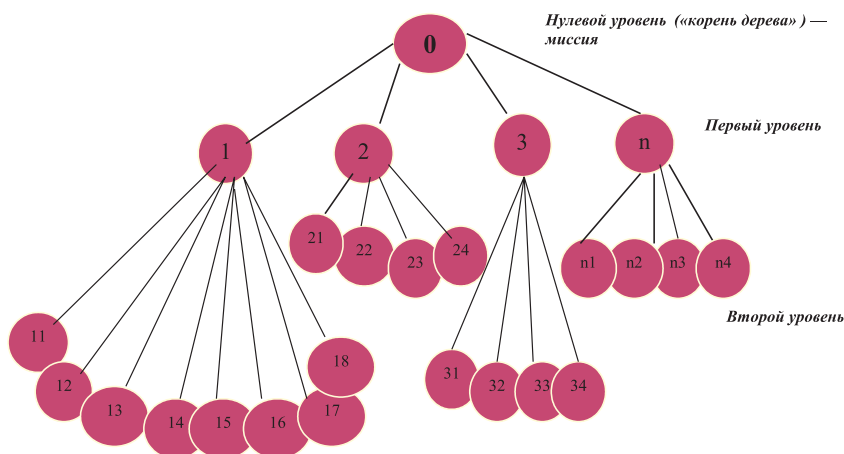 Нулевой уровень («корень дерева» ) —
миссия
0
Первый уровень
1
2
3
n
21
22
23
24
n1
n2
n3
n4
Второй уровень
11
12
13
14
15
16
17
18
31
32
33
34